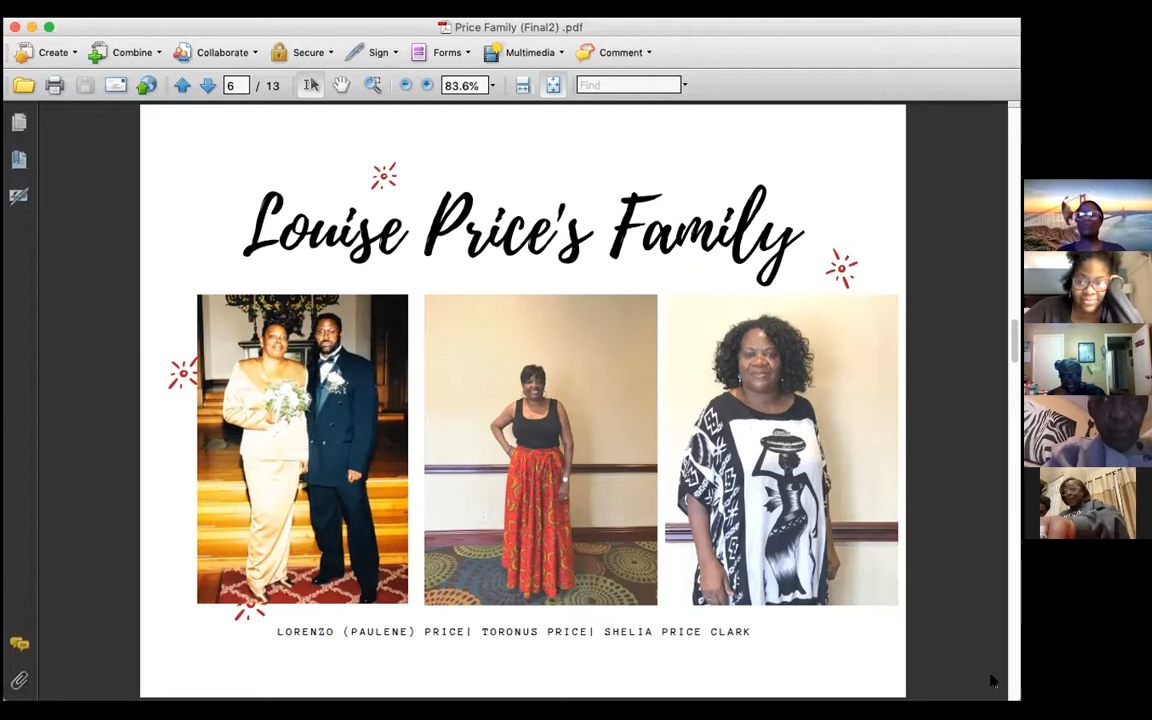 Price Family (Final2) .pdf
Create Combine Collaborate Secure Sign Forms Multimedia Comment
6 / 13 83.6% Find
Louise Price's Family
LORENZO (PAULENE) PRICE| TORONUS PRICE| SHELIA PRICE CLARK